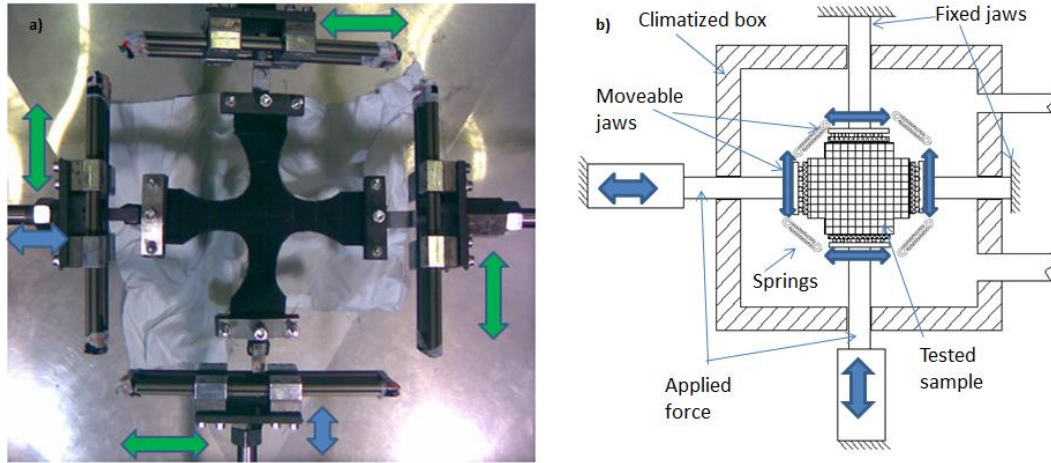 a)
b)
Climatized box
Fixed jaws
Moveable
jaws
Springs
Applied
force
Tested
sample